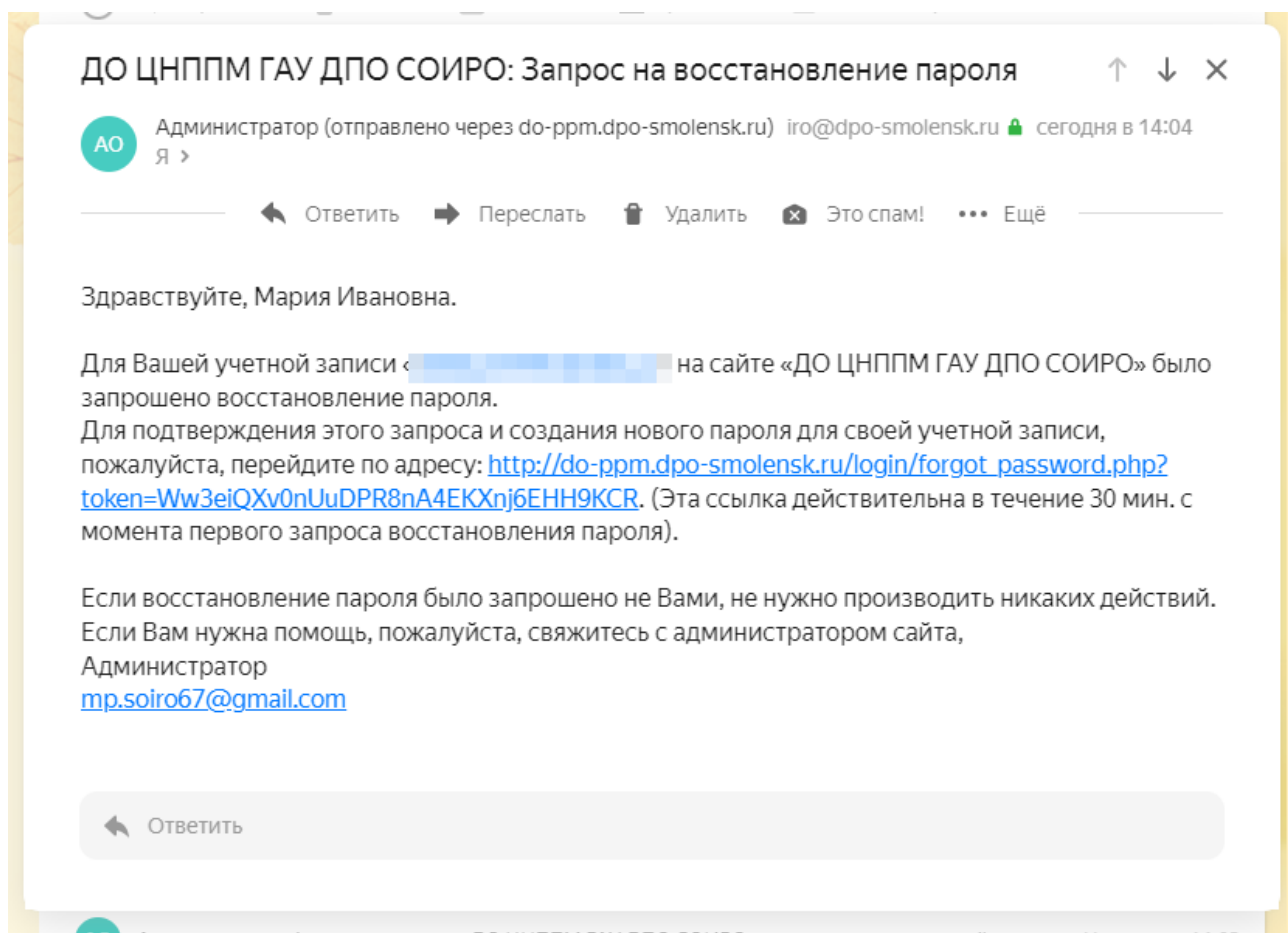 ДО ЦНППМ ГАУ ДПО СОИРО: Запрос на восстановление пароля
АО
Администратор (отправлено через do-ppm.dpo-smolensk.ru) iro@dpo-smolensk.ru сегодня в 14:04
Я >
Ответить Переслать Удалить Это спам! ••• Ещё
Здравствуйте, Мария Ивановна.
Для Вашей учетной записи « на сайте «ДО ЦНППМ ГАУ ДПО СОИРО» было
запрошено восстановление пароля.
Для подтверждения этого запроса и создания нового пароля для своей учетной записи,
пожалуйста, перейдите по адресу: http://do-ppm.dpo-smolensk.ru/login/forgot_password.php?
token=Ww3eiQXv0nUuDPR8nA4EKXnj6EHH9KCR. (Эта ссылка действительна в течение 30 мин. с
момента первого запроса восстановления пароля).
Если восстановление пароля было запрошено не Вами, не нужно производить никаких действий.
Если Вам нужна помощь, пожалуйста, свяжитесь с администратором сайта,
Администратор
mp.soiro67@gmail.com
Ответить